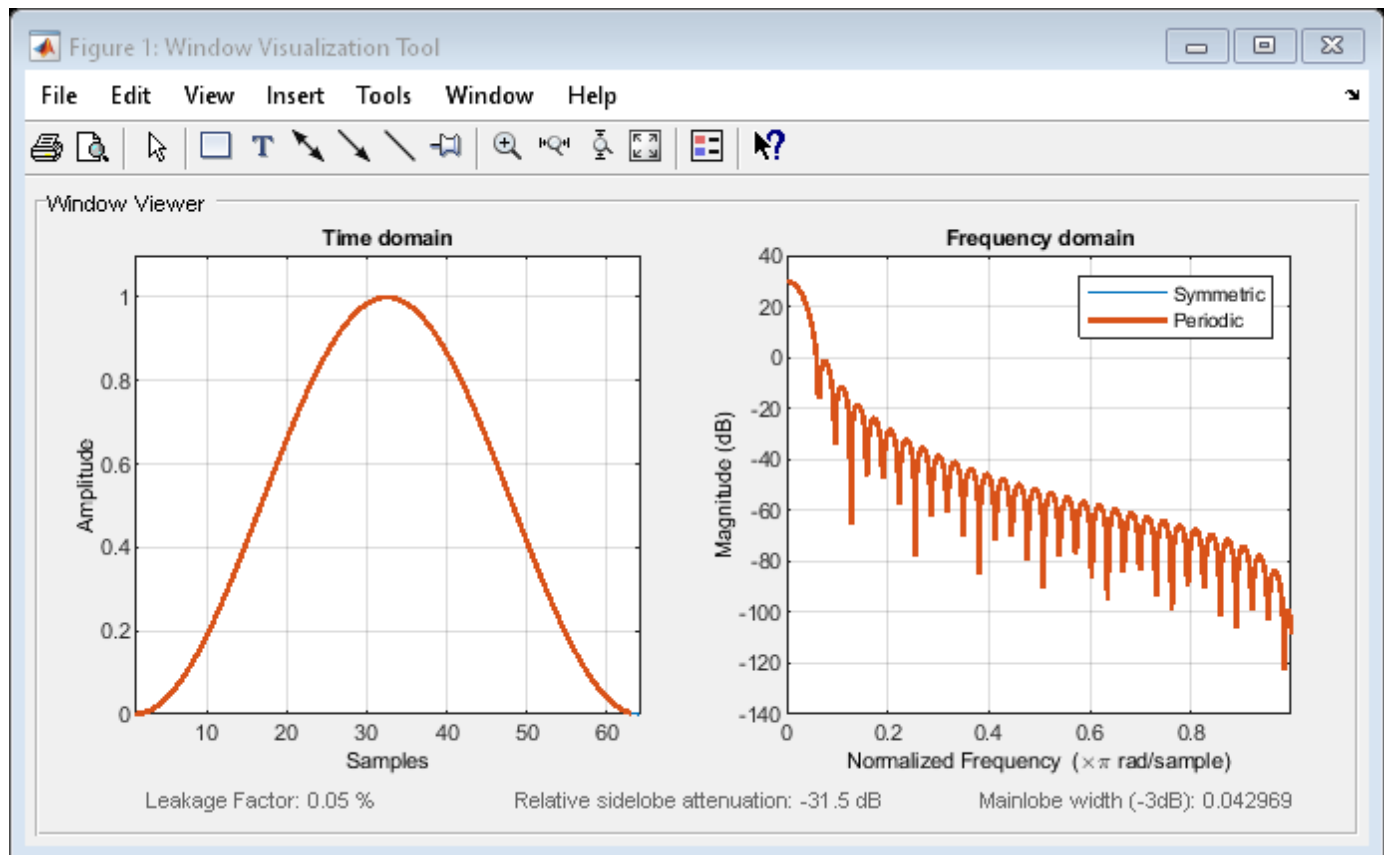 Figure 1: Window Visualization Tool
File Edit View Insert Tools Window Help
T
?
Window Viewer
Time domain
1
0.8
0.6
0.4
0.2
0
Amplitude
10 20 30 40 50 60
Samples
Frequency domain
40
20
0
-20
-40
-60
-80
-100
-120
-140
Magnitude (dB)
Symmetric
Periodic
0 0.2 0.4 0.6 0.8
Normalized Frequency (×π rad/sample)
Leakage Factor: 0.05 %
Relative sidelobe attenuation: -31.5 dB
Mainlobe width (-3dB): 0.042969